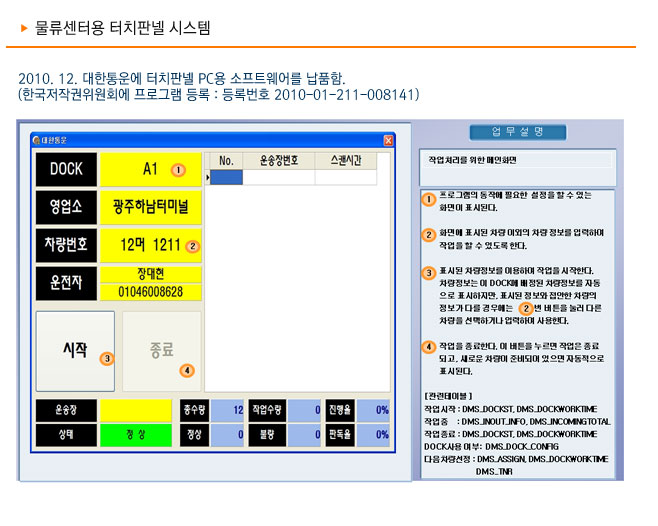 ▶ 물류센터용 터치판넬 시스템
2010. 12. 대한통운에 터치판넬 PC용 소프트웨어를 납품함.
(한국저작권위원회에 프로그램 등록 : 등록번호 2010-01-211-008141)
대한통운
DOCK A1 1
영업소 광주하남터미널
차량번호 12머 1211 2
운전자 장대현
01046008628
No. 운송장번호 스캔시간
시작 3
종료 4
운송장 총수량 12 작업수량 0 진행율 0%
상태 정상 정상 0 불량 0 판독율 0%
업무설명
작업처리를 위한 메인화면
1 프로그램의 동작에 필요한 설정을 할 수 있는
화면이 표시된다.
2 화면에 표시된 차량 이외의 차량 정보를 입력하여
작업을 할 수 있도록 한다.
3 표시된 차량정보를 이용하여 작업을 시작한다.
차량정보는 이 DOCK에 배정된 차량정보를 자동
으로 표시하지만, 표시된 정보와 접안한 차량의
정보가 다를 경우에는 2 번 버튼을 눌러 다른
차량을 선택하거나 입력하여 사용한다.
4 작업을 종료한다. 이 버튼을 누르면 작업은 종료
되고, 새로운 차량이 준비되어 있으면 자동적으로
표시된다.
[관련테이블]
작업시작 : DMS_DOCKST, DMS_DOCKWORKTIME
작업중 : DMS_INOUT_INFO, DMS_INCOMINGTOTAL
작업종료 : DMS_DOCKST, DMS_DOCKWORKTIME
DOCK사용 여부: DMS_DOCK_CONFIG
다음차량선정 : DMS_ASSIGN, DMS_DOCKWORKTIME
DMS_TNR